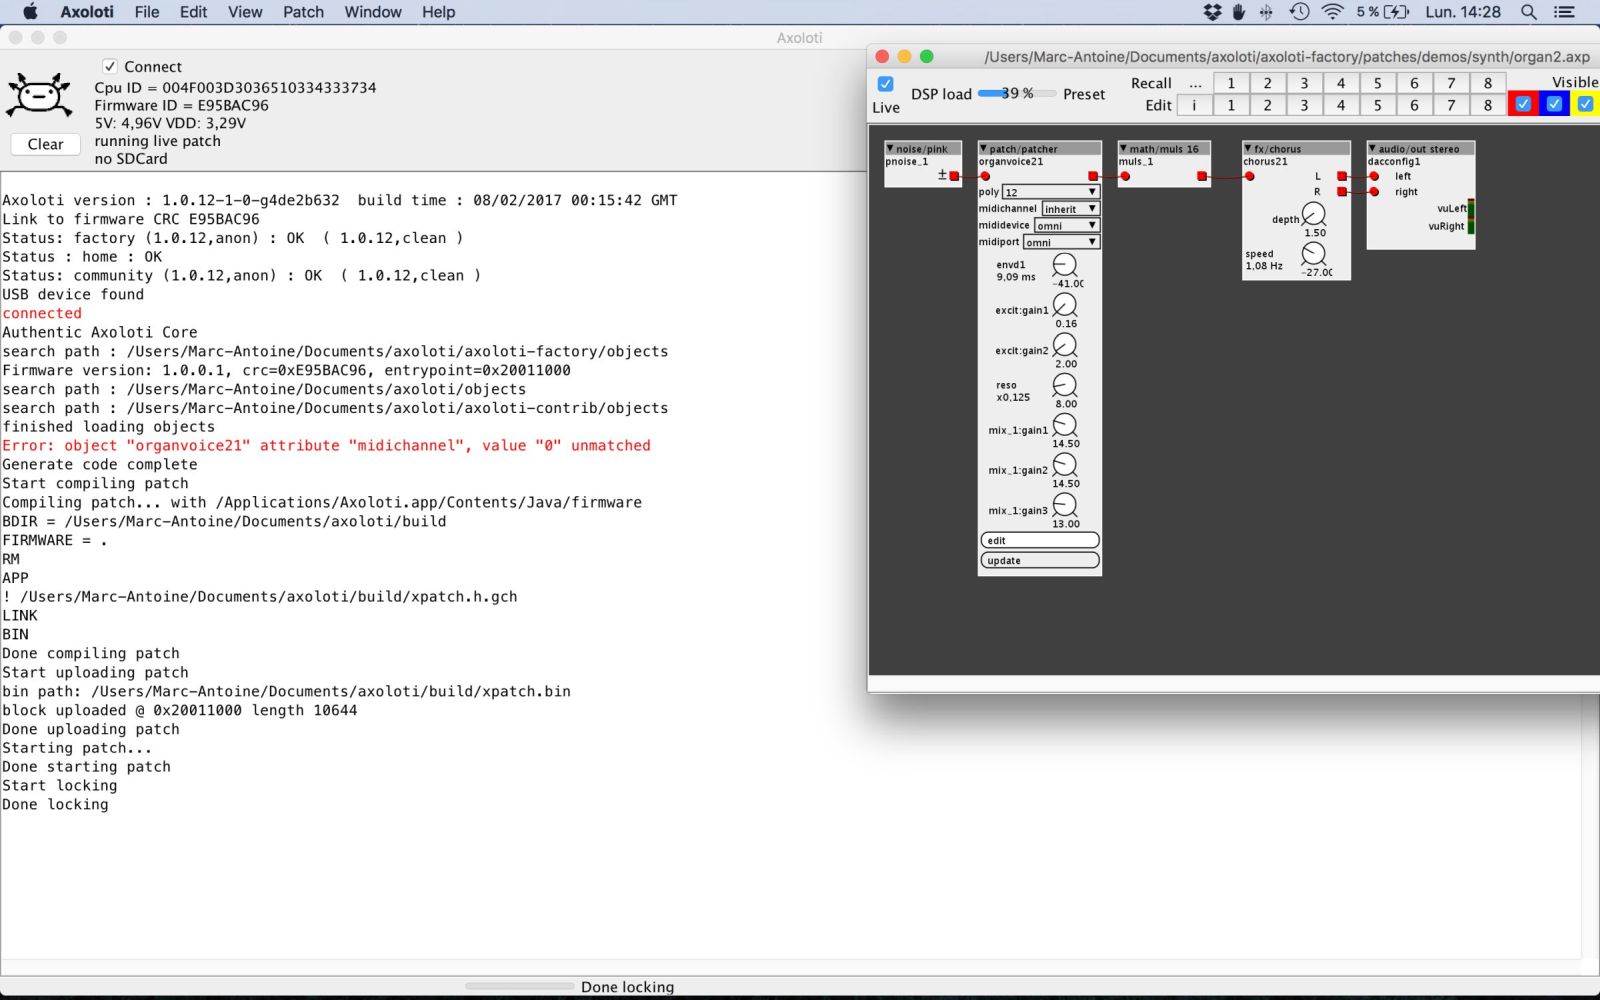 Axoloti File Edit View Patch Window Help 5 % Lun. 14:28
Axoloti
Connect
Cpu ID = 004F003D3036510334333734
Firmware ID = E95BAC96
5V: 4,96V VDD: 3,29V
running live patch
no SDCard
Clear
Axoloti version : 1.0.12-1-0-g4de2b632  build time : 08/02/2017 00:15:42 GMT
Link to firmware CRC E95BAC96
Status: factory (1.0.12,anon) : OK  ( 1.0.12,clean )
Status : home : OK
Status: community (1.0.12,anon) : OK  ( 1.0.12,clean )
USB device found
connected
Authentic Axoloti Core
search path : /Users/Marc-Antoine/Documents/axoloti/axoloti-factory/objects
Firmware version: 1.0.0.1, crc=0xE95BAC96, entrypoint=0x20011000
search path : /Users/Marc-Antoine/Documents/axoloti/objects
search path : /Users/Marc-Antoine/Documents/axoloti/axoloti-contrib/objects
finished loading objects
Error: object "organvoice21" attribute "midichannel", value "0" unmatched
Generate code complete
Start compiling patch
Compiling patch... with /Applications/Axoloti.app/Contents/Java/firmware
BDIR = /Users/Marc-Antoine/Documents/axoloti/build
FIRMWARE = .
RM
APP
! /Users/Marc-Antoine/Documents/axoloti/build/xpatch.h.gch
LINK
BIN
Done compiling patch
Start uploading patch
bin path: /Users/Marc-Antoine/Documents/axoloti/build/xpatch.bin
block uploaded @ 0x20011000 length 10644
Done uploading patch
Starting patch...
Done starting patch
Start locking
Done locking
Done locking
/Users/Marc-Antoine/Documents/axoloti/axoloti-factory/patches/demos/synth/organ2.axp
Live
DSP load 39 % Preset
Recall ... 1 2 3 4 5 6 7 8 Visible
Edit i 1 2 3 4 5 6 7 8
noise/pink
pnoise_1
±
patch/patcher
organvoice21
poly 12
midichannel inherit
mididevice omni
midiport omni
envd1
9,09 ms
-41.00
excit:gain1
0.16
excit:gain2
2.00
reso
x0,125
8.00
mix_1:gain1
14.50
mix_1:gain2
14.50
mix_1:gain3
13.00
edit
update
math/muls 16
muls_1
fx/chorus
chorus21
L
R
depth
1.50
speed
1,08 Hz
-27.00
audio/out stereo
dacconfig1
left
right
vuLeft
vuRight